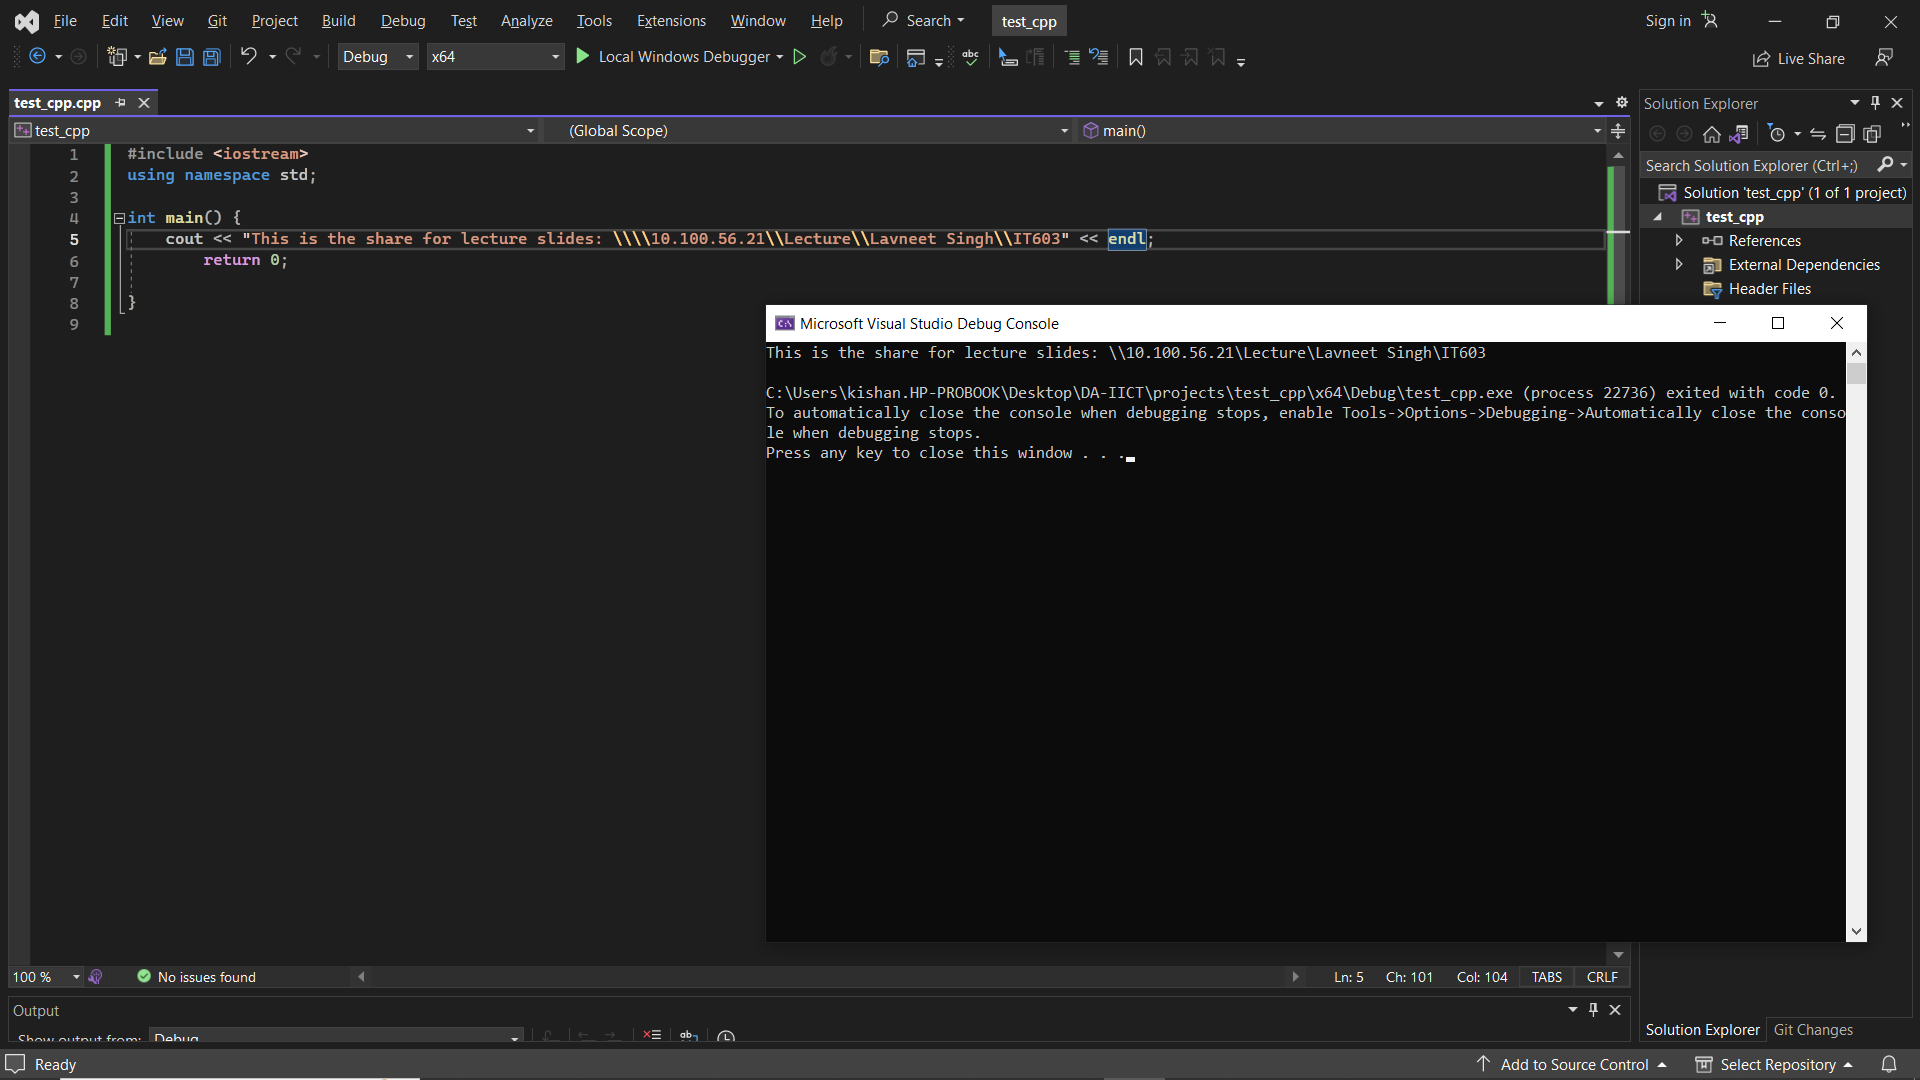 File Edit View Git Project Build Debug Test Analyze Tools Extensions Window Help Search test_cpp Sign in
Debug x64 Local Windows Debugger abc Live Share
test_cpp.cpp
test_cpp (Global Scope) main()
1 #include <iostream>
2 using namespace std;
3
4 int main() {
5 cout << "This is the share for lecture slides: \\\\10.100.56.21\\Lecture\\Lavneet Singh\\IT603" << endl;
6 return 0;
7
8 }
9
Solution Explorer
Search Solution Explorer (Ctrl+;)
Solution 'test_cpp' (1 of 1 project)
test_cpp
References
External Dependencies
Header Files
Microsoft Visual Studio Debug Console
This is the share for lecture slides: \\10.100.56.21\Lecture\Lavneet Singh\IT603
C:\Users\kishan.HP-PROBOOK\Desktop\DA-IICT\projects\test_cpp\x64\Debug\test_cpp.exe (process 22736) exited with code 0.
To automatically close the console when debugging stops, enable Tools->Options->Debugging->Automatically close the conso
le when debugging stops.
Press any key to close this window . . .
100 % No issues found Ln: 5 Ch: 101 Col: 104 TABS CRLF
Output
Show output from: Debug
Solution Explorer Git Changes
Ready Add to Source Control Select Repository